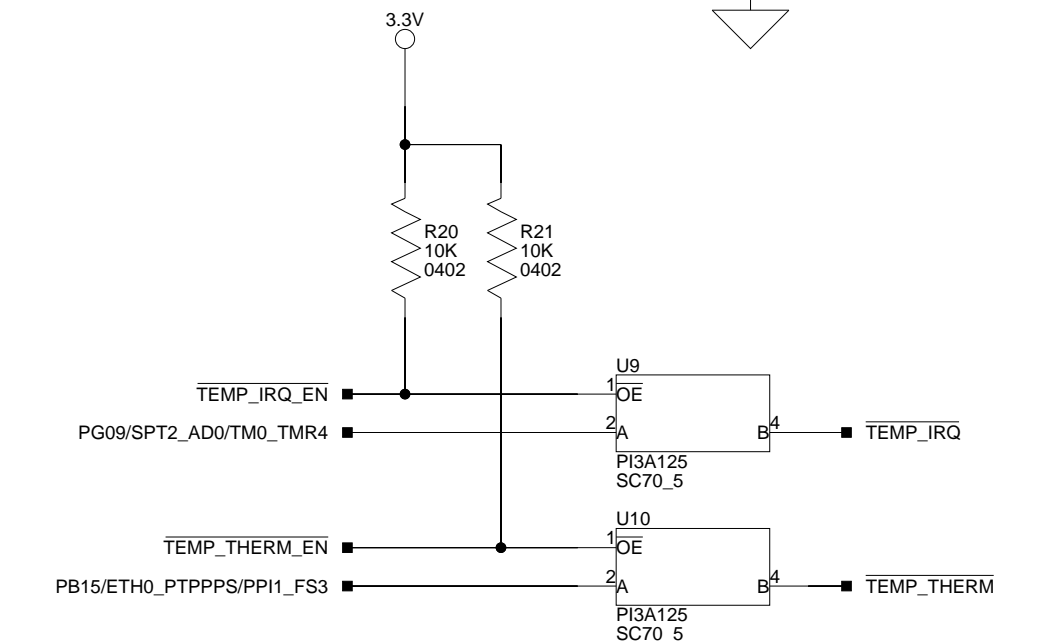 3.3V
R20
10K
0402
R21
10K
0402
U9
TEMP_IRQ_EN
1
OE
PG09/SPT2_AD0/TM0_TMR4
2
A
B
4
TEMP_IRQ
PI3A125
SC70_5
U10
TEMP_THERM_EN
1
OE
PB15/ETH0_PTPPPS/PPI1_FS3
2
A
B
4
TEMP_THERM
PI3A125
SC70_5